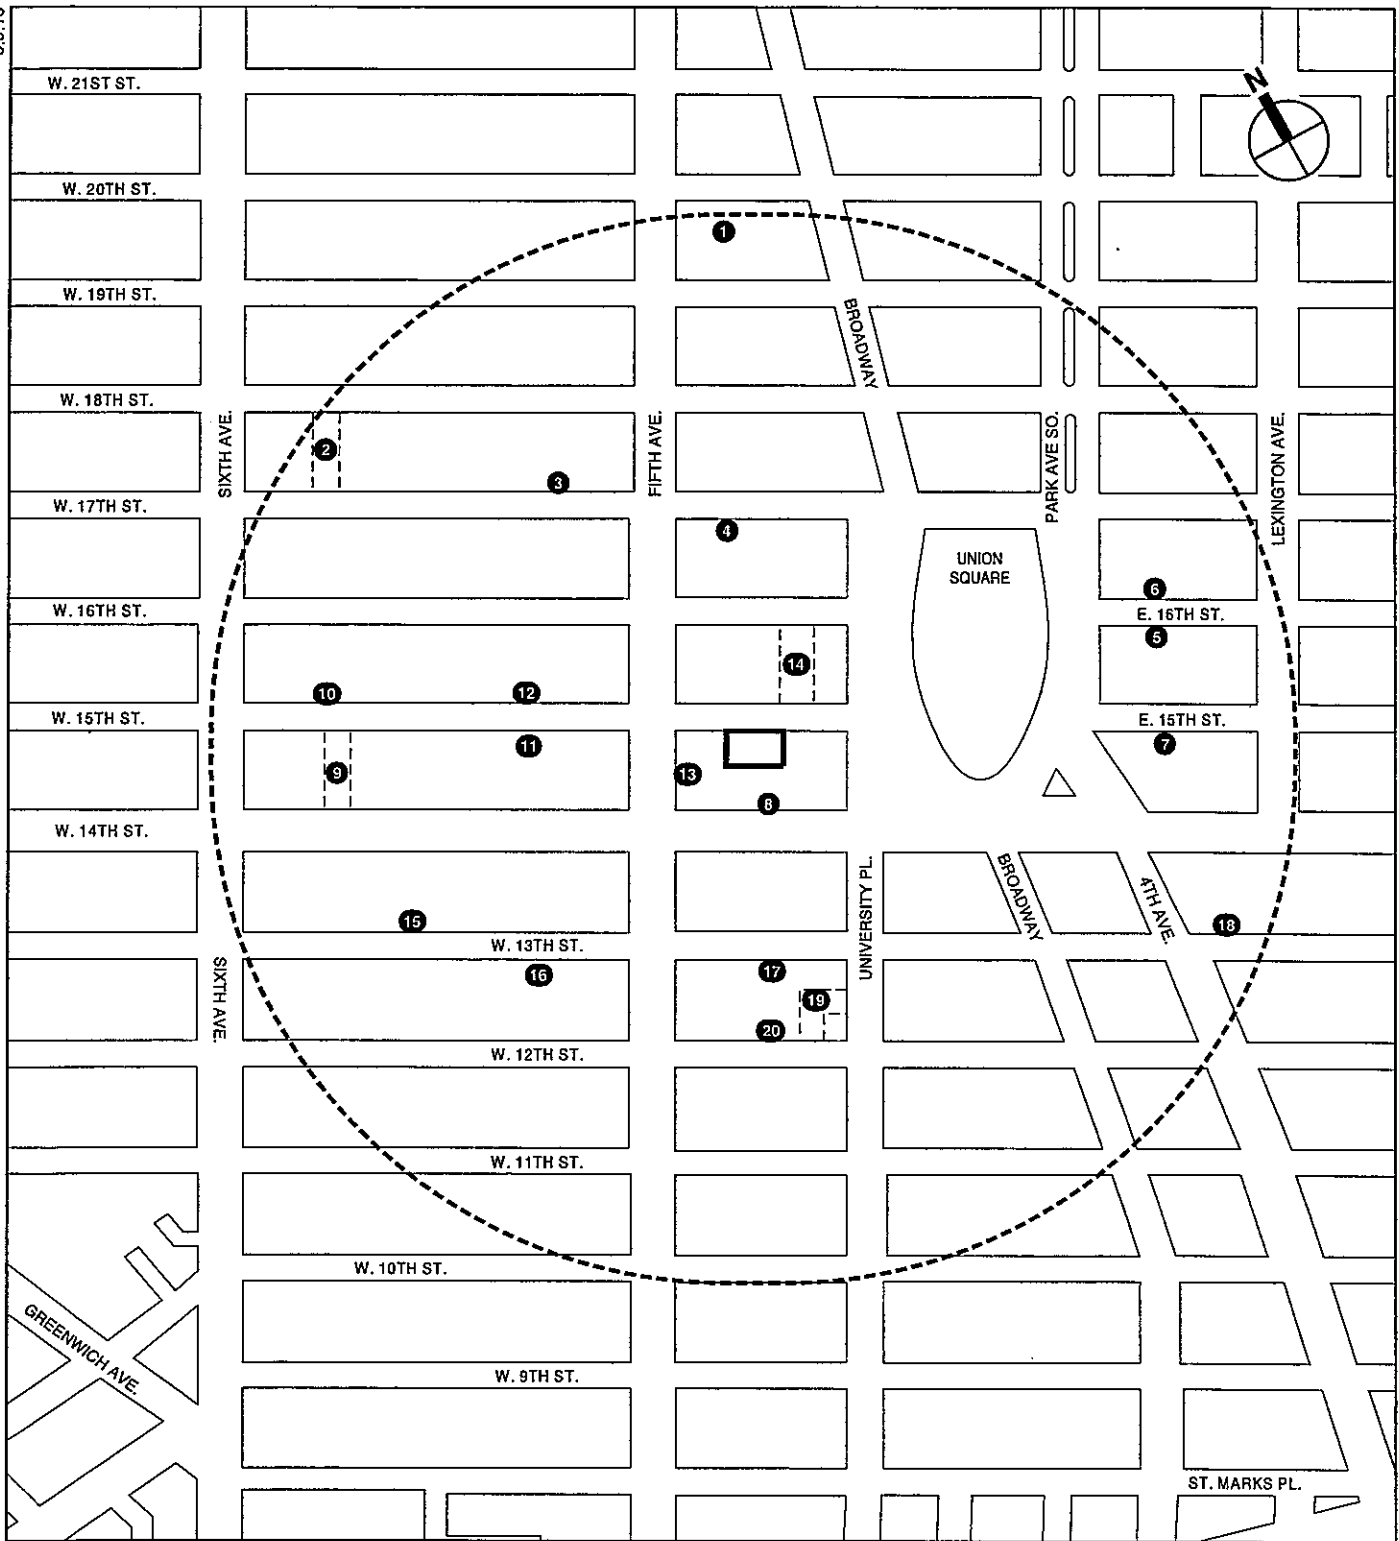 W. 21ST ST.
N
W. 20TH ST.
1
W. 19TH ST.
BROADWAY
W. 18TH ST.
SIXTH AVE.
2
3
FIFTH AVE.
PARK AVE SO.
LEXINGTON AVE.
W. 17TH ST.
4
UNION
SQUARE
6
W. 16TH ST.
E. 16TH ST.
5
14
10
12
W. 15TH ST.
E. 15TH ST.
11
7
9
13
8
W. 14TH ST.
UNIVERSITY PL.
BROADWAY
4TH AVE.
15
18
W. 13TH ST.
SIXTH AVE.
16
17
19
20
W. 12TH ST.
W. 11TH ST.
W. 10TH ST.
GREENWICH AVE.
W. 9TH ST.
ST. MARKS PL.